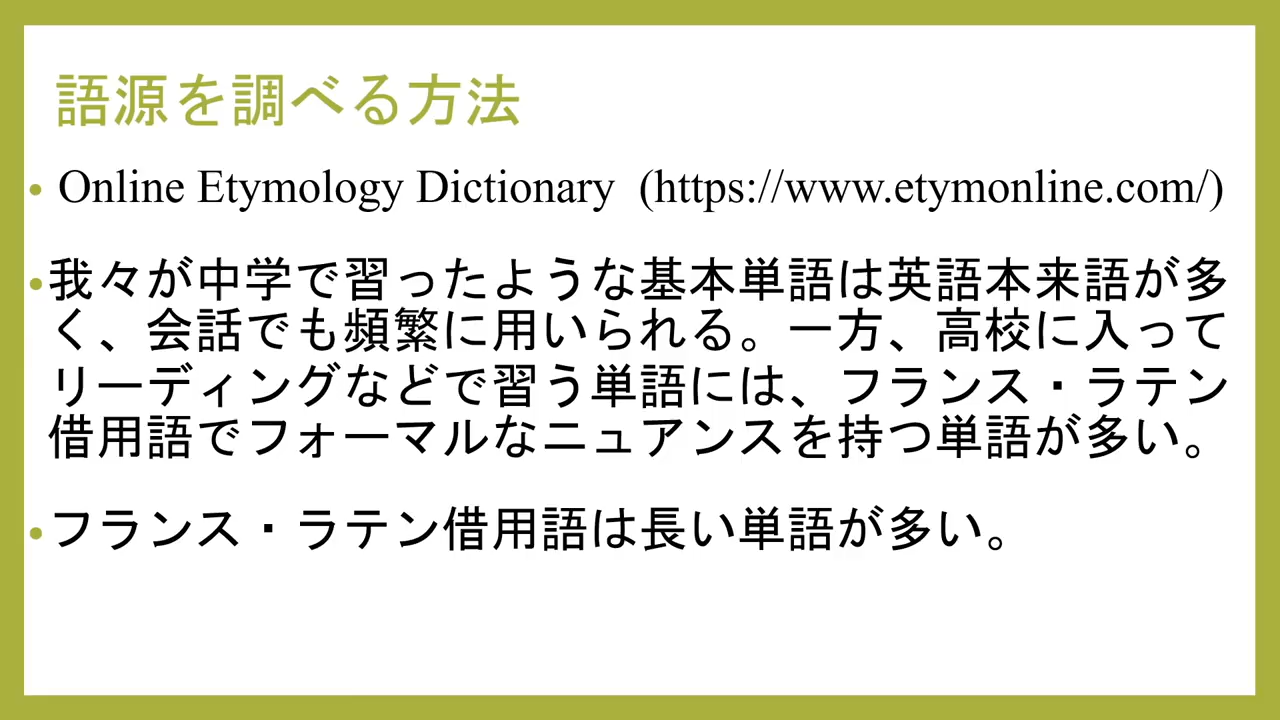 語源を調べる方法
• Online Etymology Dictionary (https://www.etymonline.com/)
•我々が中学で習ったような基本単語は英語本来語が多
く、会話でも頻繁に用いられる。一方、高校に入って
リーディングなどで習う単語には、フランス・ラテン
借用語でフォーマルなニュアンスを持つ単語が多い。
•フランス・ラテン借用語は長い単語が多い。